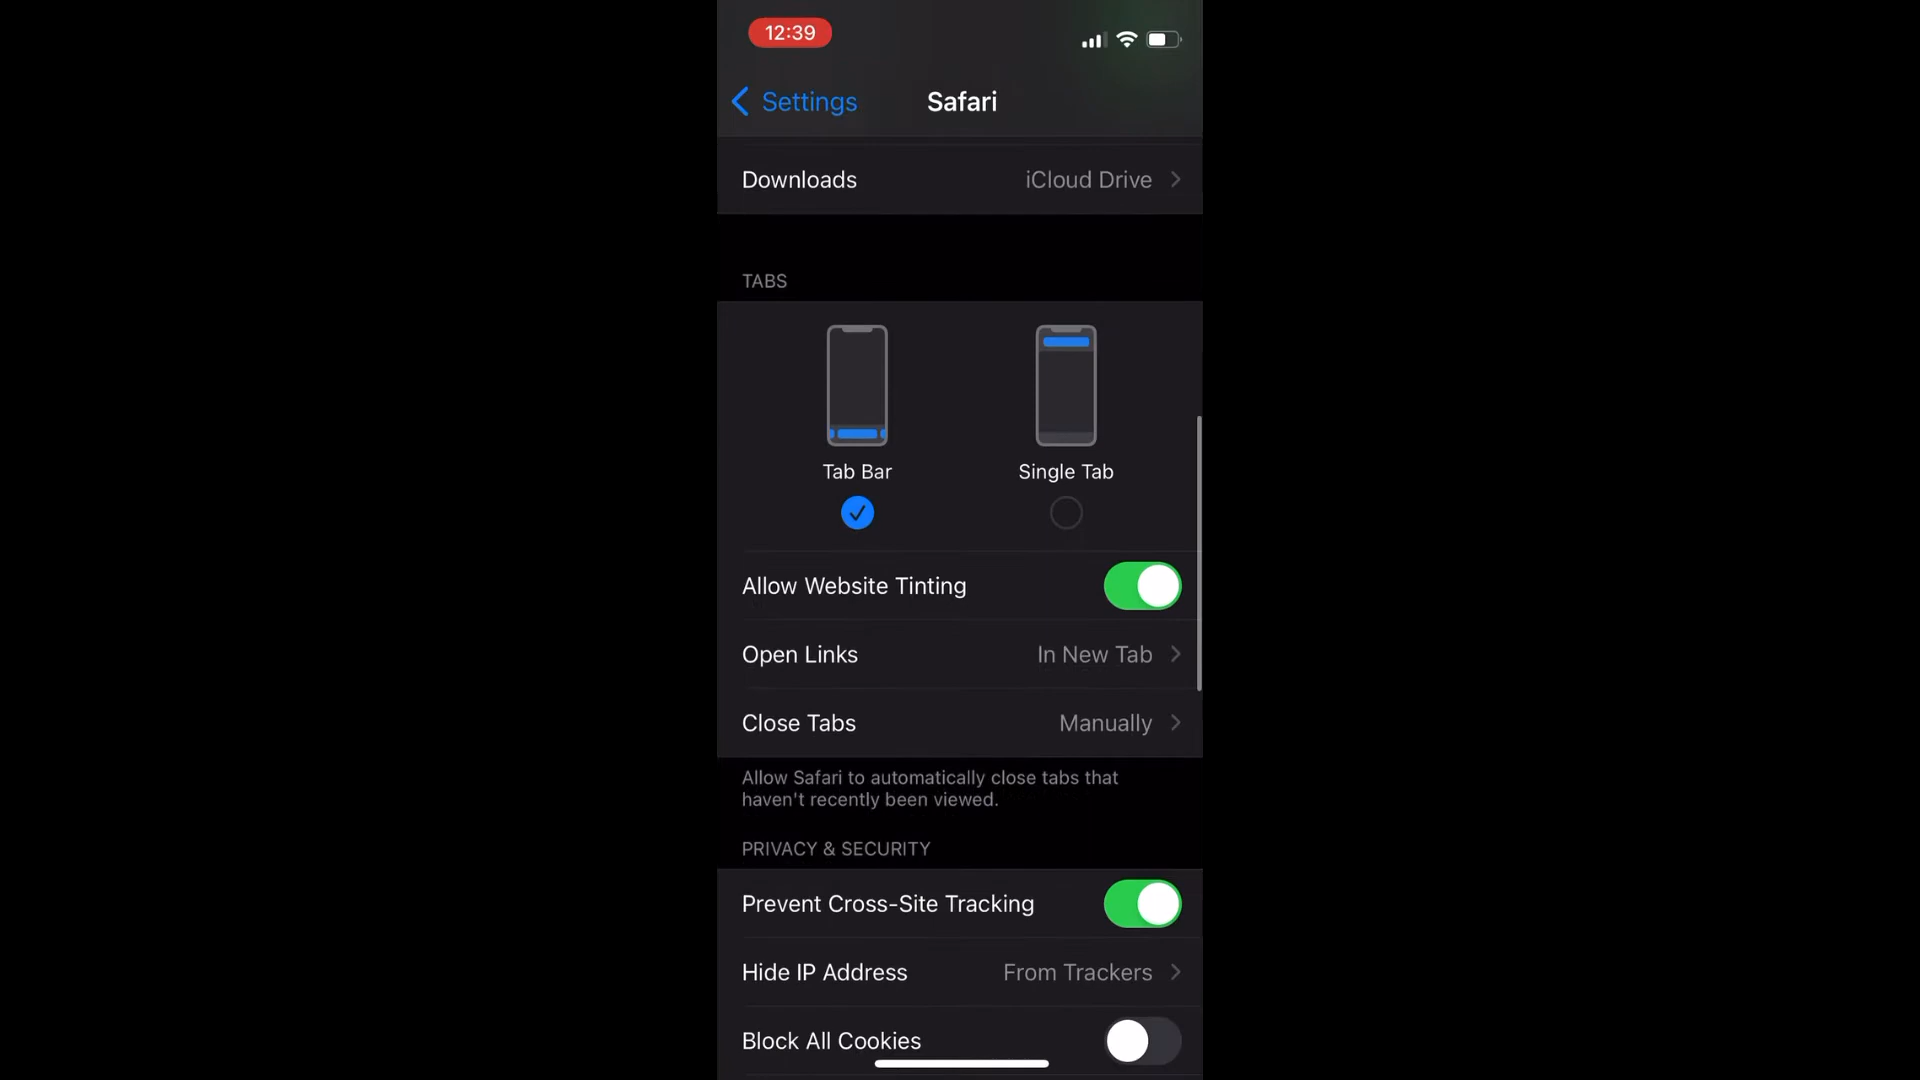 12:39
Settings
Safari
Downloads
iCloud Drive
TABS
Tab Bar
Single Tab
Allow Website Tinting
Open Links
In New Tab
Close Tabs
Manually
Allow Safari to automatically close tabs that
haven't recently been viewed.
PRIVACY & SECURITY
Prevent Cross-Site Tracking
Hide IP Address
From Trackers
Block All Cookies